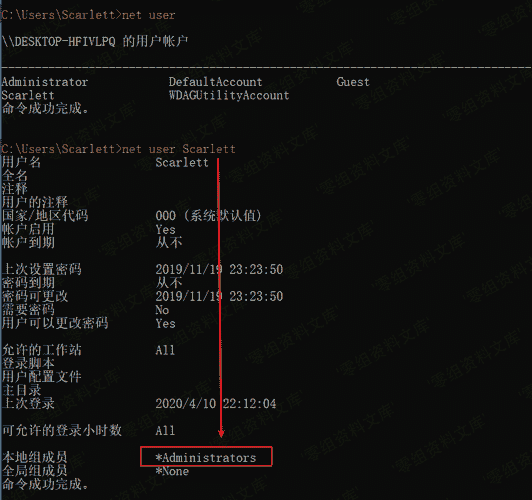 C:\Users\Scarlett>net user
\\DESKTOP-HFIVLPQ 的用户帐户
-------------------------------------------------------------------------------
Administrator DefaultAccount Guest
Scarlett WDAGUtilityAccount
命令成功完成。
C:\Users\Scarlett>net user Scarlett
用户名 Scarlett
全名
注释
用户的注释
国家/地区代码 000 (系统默认值)
帐户启用 Yes
帐户到期 从不
上次设置密码 2019/11/19 23:23:50
密码到期 从不
密码可更改 2019/11/19 23:23:50
需要密码 No
用户可以更改密码 Yes
允许的工作站 All
登录脚本
用户配置文件
主目录
上次登录 2020/4/10 22:12:04
可允许的登录小时数 All
本地组成员 *Administrators
全局组成员 *None
命令成功完成。